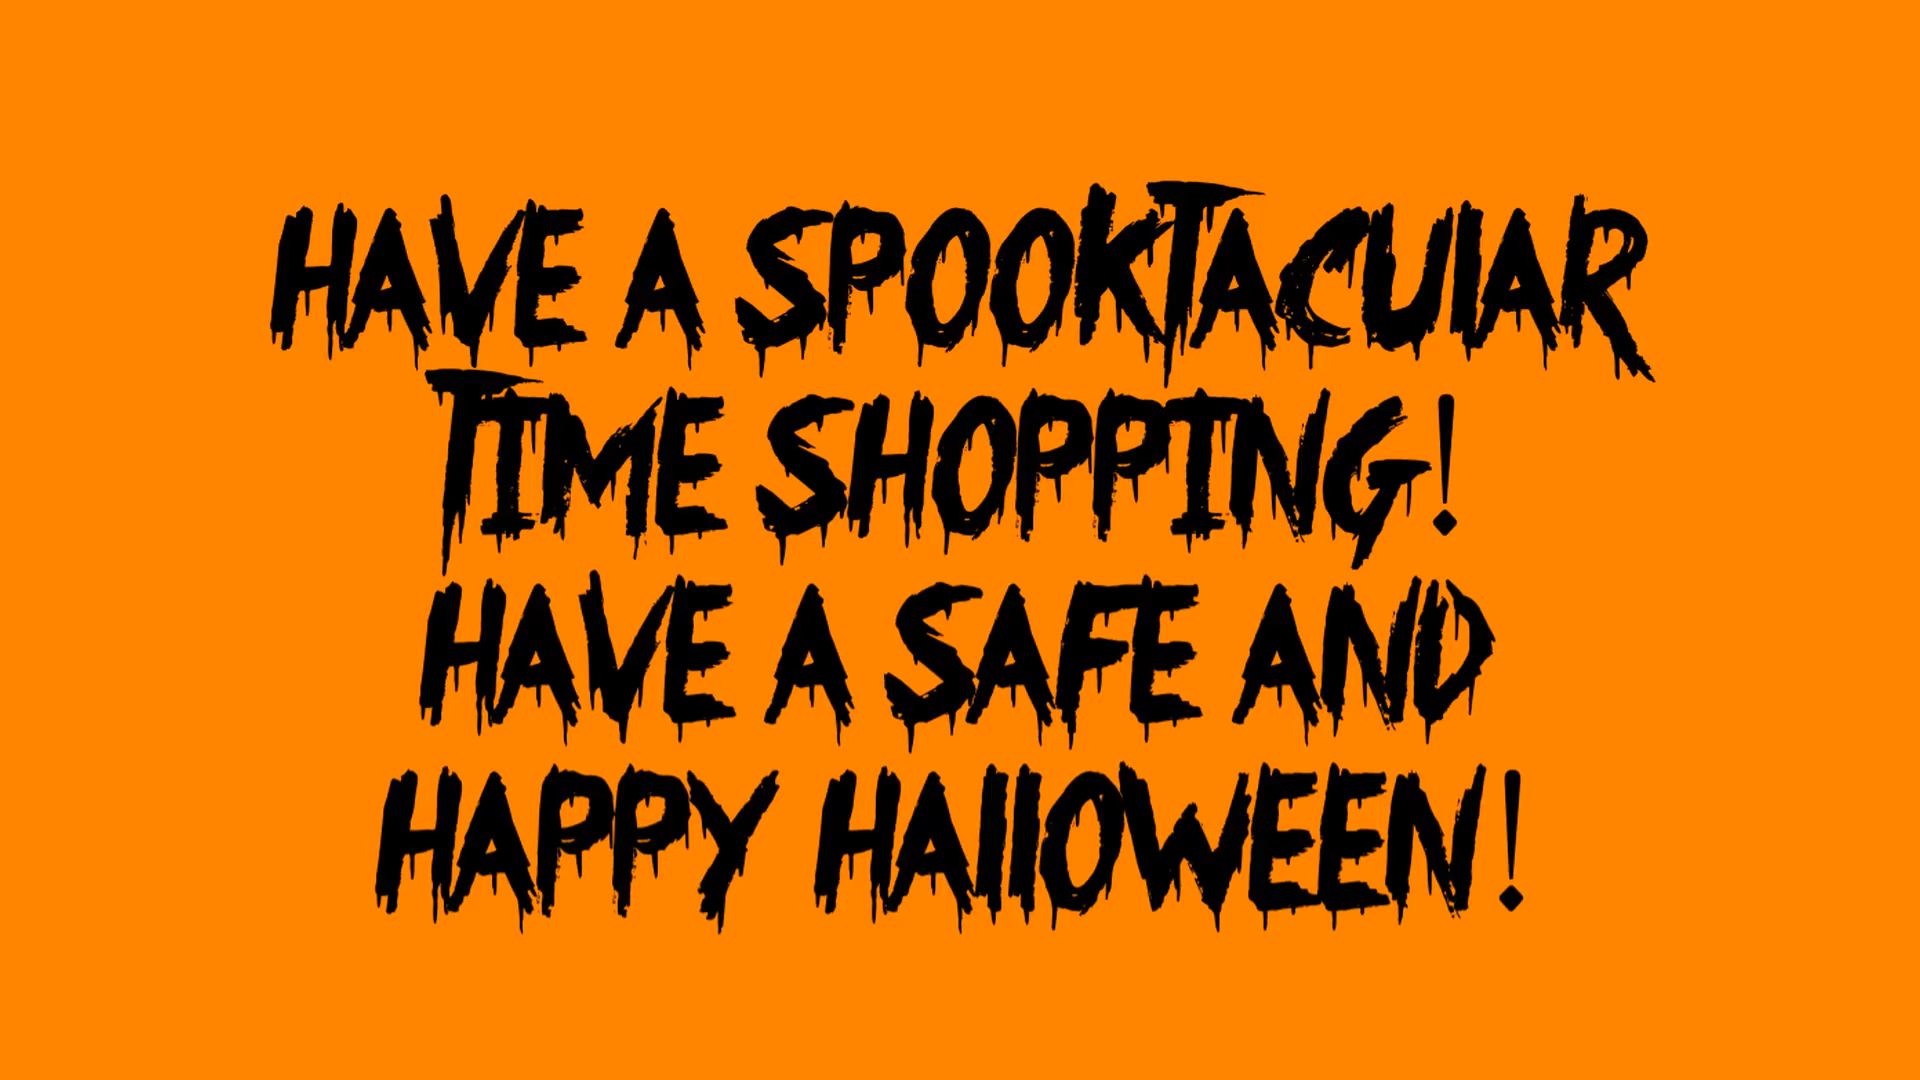 HAVE A SPOOKTACUlAR
TIME SHOPPING!
HAVE A SAFE AND
HAPPY HAllOWEEN!